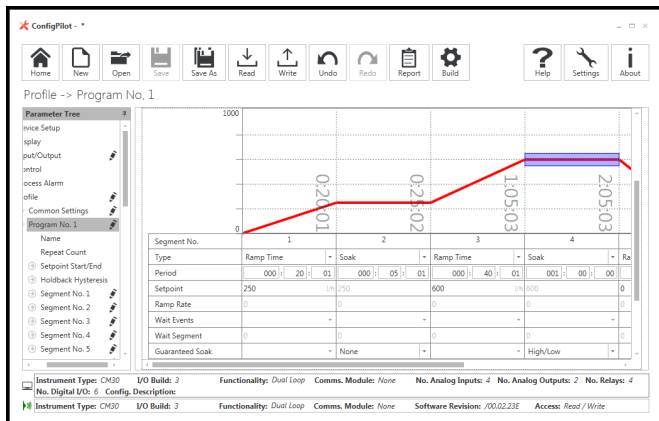 ConfigPilot - *
Home New Open Save Save As Read Write Undo Redo Report Build Help Settings About
Profile -> Program No, 1
Parameter Tree
evice Setup
splay
put/Output
ontrol
ocess Alarm
ofile
Common Settings
Program No. 1
Name
Repeat Count
Setpoint Start/End
Holdback Hysteresis
Segment No. 1
Segment No. 2
Segment No. 3
Segment No. 4
Segment No. 5
1000
0
0:20:01
0:25:02
1:05:03
2:05:03
Segment No. 1 2 3 4
Type Ramp Time Soak Ramp Time Soak Ra
Period 000 : 20 : 01 000 : 05 : 01 000 : 40 : 01 001 : 00 : 00
Setpoint 250 l/h 250 600 l/h 600 0
Ramp Rate 0 0 0 0 0
Wait Events
Wait Segment 0 0 0 0 0
Guaranteed Soak None High/Low
Instrument Type: CM30 I/O Build: 3 Functionality: Dual Loop Comms. Module: None No. Analog Inputs: 4 No. Analog Outputs: 2 No. Relays: 4
No. Digital I/O: 6 Config. Description:
Instrument Type: CM30 I/O Build: 3 Functionality: Dual Loop Comms. Module: None Software Revision: /00.02.23E Access: Read / Write